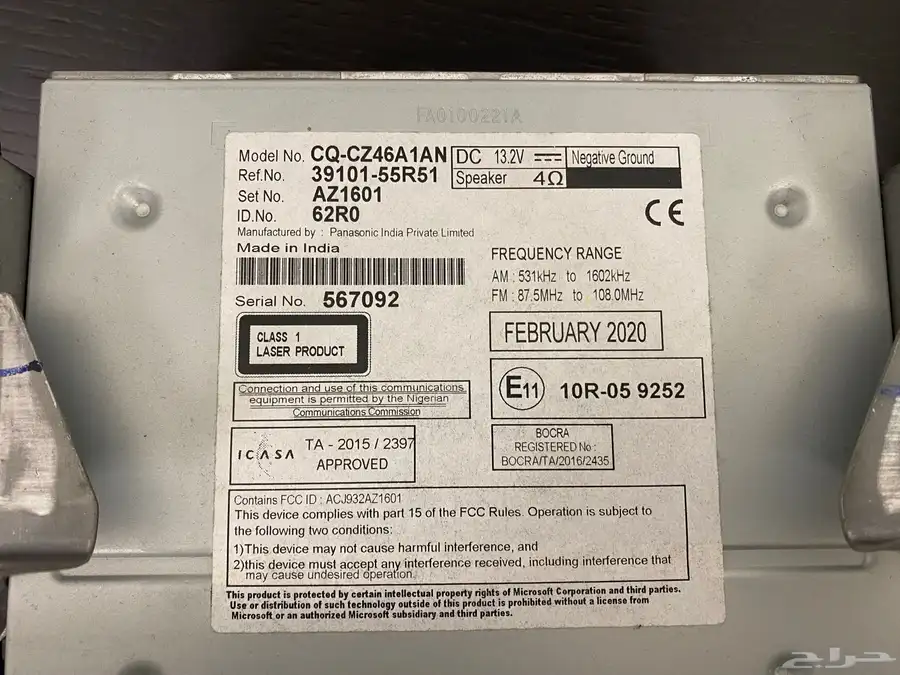 FA0100221A
Model No. CQ-CZ46A1AN
Ref.No. 39101-55R51
Set No. AZ1601
ID.No. 62R0
DC 13.2V Negative Ground
Speaker 4Ω
Manufactured by : Panasonic India Private Limited
Made in India
CE
Serial No. 567092
FREQUENCY RANGE
AM : 531kHz to 1602kHz
FM : 87.5MHz to 108.0MHz
CLASS 1
LASER PRODUCT
FEBRUARY 2020
Connection and use of this communications
equipment is permitted by the Nigerian
Communications Commission
E11 10R-05 9252
ICASA TA - 2015 / 2397
APPROVED
BOCRA
REGISTERED No :
BOCRA/TA/2016/2435
Contains FCC ID : ACJ932AZ1601
This device complies with part 15 of the FCC Rules. Operation is subject to
the following two conditions:
1)This device may not cause harmful interference, and
2)this device must accept any interference received, including interference that
may cause undesired operation.
This product is protected by certain intellectual property rights of Microsoft Corporation and third parties.
Use or distribution of such technology outside of this product is prohibited without a license from
Microsoft or an authorized Microsoft subsidiary and third parties.
حراج